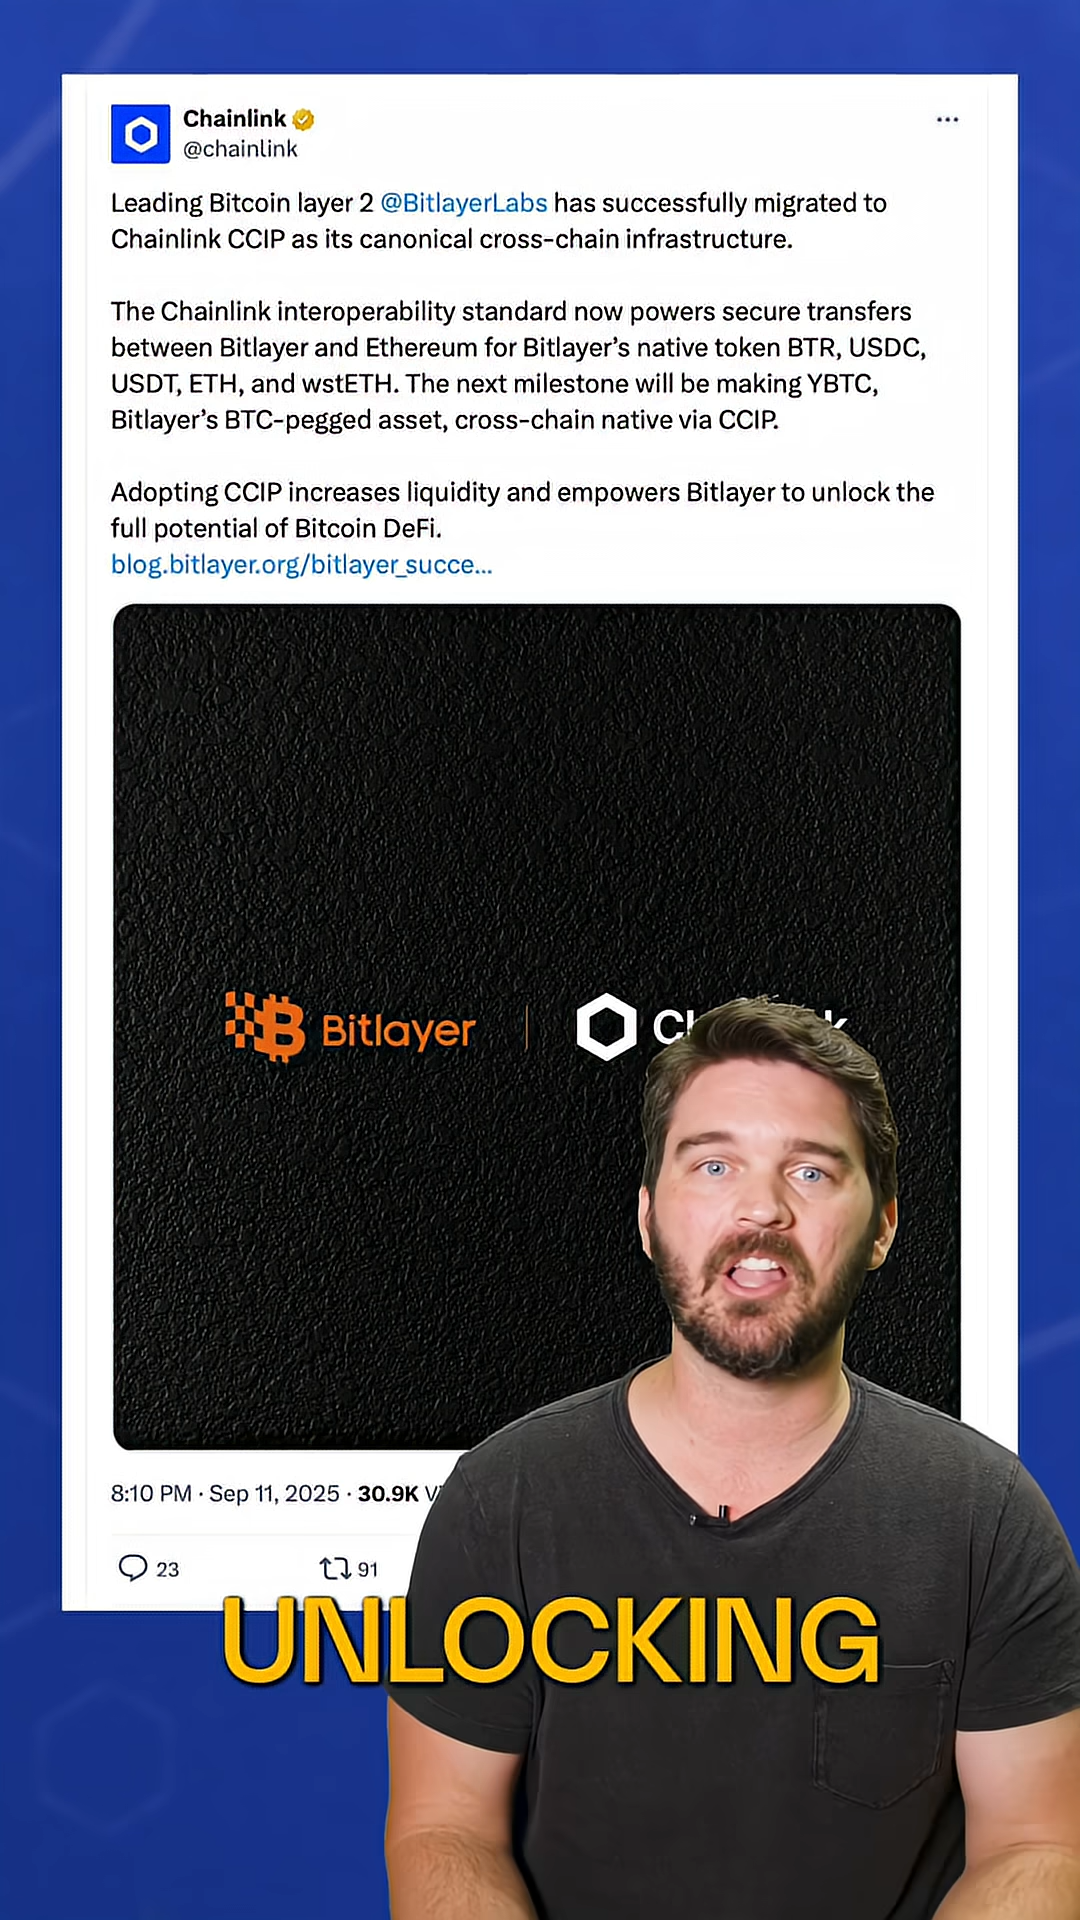 Chainlink
@chainlink
Leading Bitcoin layer 2 @BitlayerLabs has successfully migrated to
Chainlink CCIP as its canonical cross-chain infrastructure.
The Chainlink interoperability standard now powers secure transfers
between Bitlayer and Ethereum for Bitlayer’s native token BTR, USDC,
USDT, ETH, and wstETH. The next milestone will be making YBTC,
Bitlayer’s BTC-pegged asset, cross-chain native via CCIP.
Adopting CCIP increases liquidity and empowers Bitlayer to unlock the
full potential of Bitcoin DeFi.
blog.bitlayer.org/bitlayer_succe...
Bitlayer
8:10 PM · Sep 11, 2025 · 30.9K
23 91
UNLOCKING